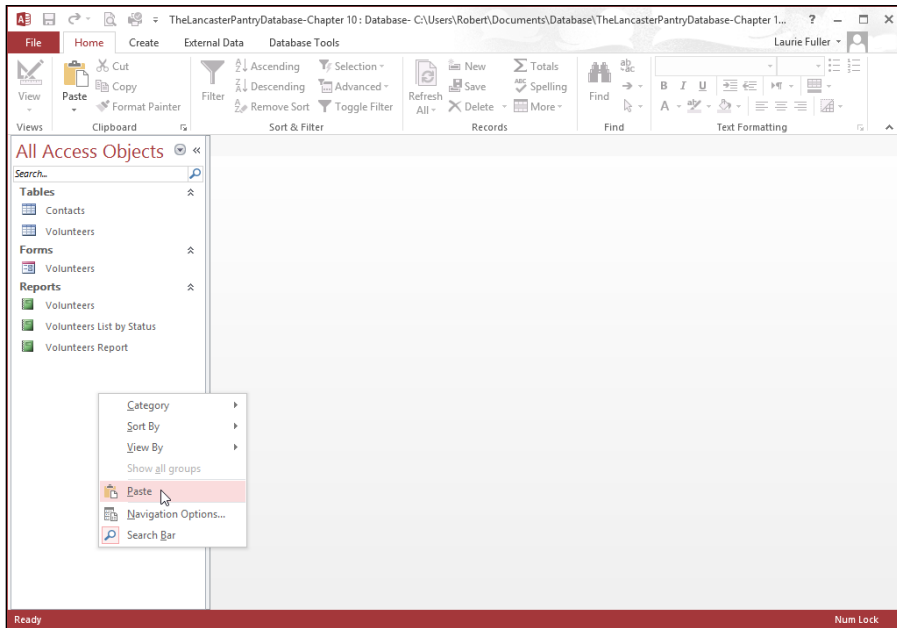 TheLancasterPantryDatabase-Chapter 10 : Database- C:\Users\Robert\Documents\Database\TheLancasterPantryDatabase-Chapter 1... ?
File Home Create External Data Database Tools Laurie Fuller
View
Paste
Cut
Copy
Format Painter
Filter
Ascending
Descending
Remove Sort
Selection
Advanced
Toggle Filter
Refresh
All
New
Save
Delete
Totals
Spelling
More
Find
B I U
A
Views Clipboard Sort & Filter Records Find Text Formatting
All Access Objects
Search...
Tables
Contacts
Volunteers
Forms
Volunteers
Reports
Volunteers
Volunteers List by Status
Volunteers Report
Category
Sort By
View By
Show all groups
Paste
Navigation Options...
Search Bar
Ready Num Lock